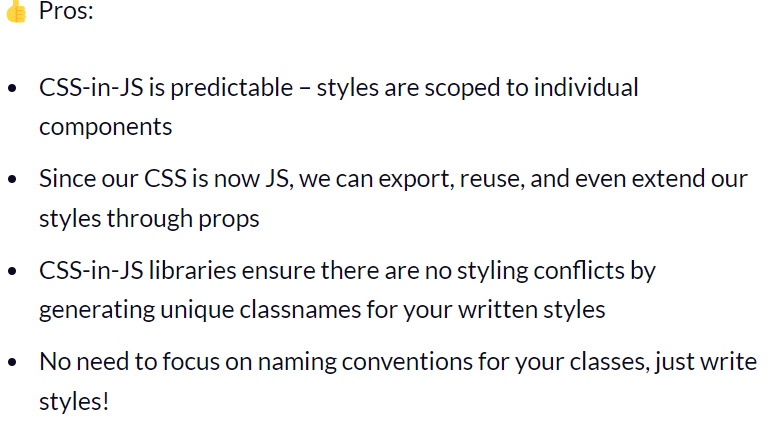 👍 Pros:
• CSS-in-JS is predictable – styles are scoped to individual
components
• Since our CSS is now JS, we can export, reuse, and even extend our
styles through props
• CSS-in-JS libraries ensure there are no styling conflicts by
generating unique classnames for your written styles
• No need to focus on naming conventions for your classes, just write
styles!